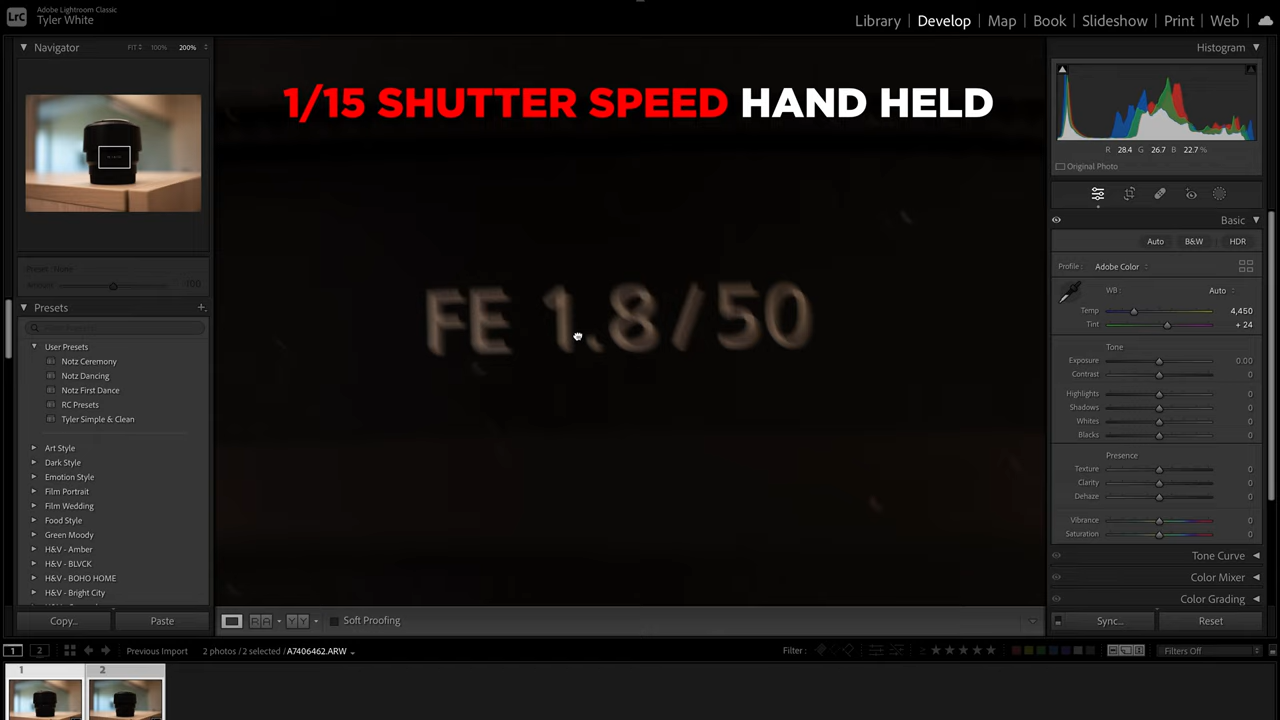 LrC
Adobe Lightroom Classic
Tyler White
Library | Develop | Map | Book | Slideshow | Print | Web
Navigator FIT 100% 200%
1/15 SHUTTER SPEED HAND HELD
FE 1.8/50
Preset : None
Amount 100
Presets +
User Presets
Notz Ceremony
Notz Dancing
Notz First Dance
RC Presets
Tyler Simple & Clean
Art Style
Dark Style
Emotion Style
Film Portrait
Film Wedding
Food Style
Green Moody
H&V - Amber
H&V - BLVCK
H&V - BOHO HOME
H&V - Bright City
Copy...
Paste
Soft Proofing
Histogram
R 28.4 G 26.7 B 22.7 %
Original Photo
Basic
Auto B&W HDR
Profile : Adobe Color
WB : Auto
Temp 4,450
Tint + 24
Tone
Exposure 0.00
Contrast 0
Highlights 0
Shadows 0
Whites 0
Blacks 0
Presence
Texture 0
Clarity 0
Dehaze 0
Vibrance 0
Saturation 0
Tone Curve
Color Mixer
Color Grading
Sync...
Reset
1 2 Previous Import 2 photos / 2 selected / A7406462.ARW
Filter : Filters Off
1 2